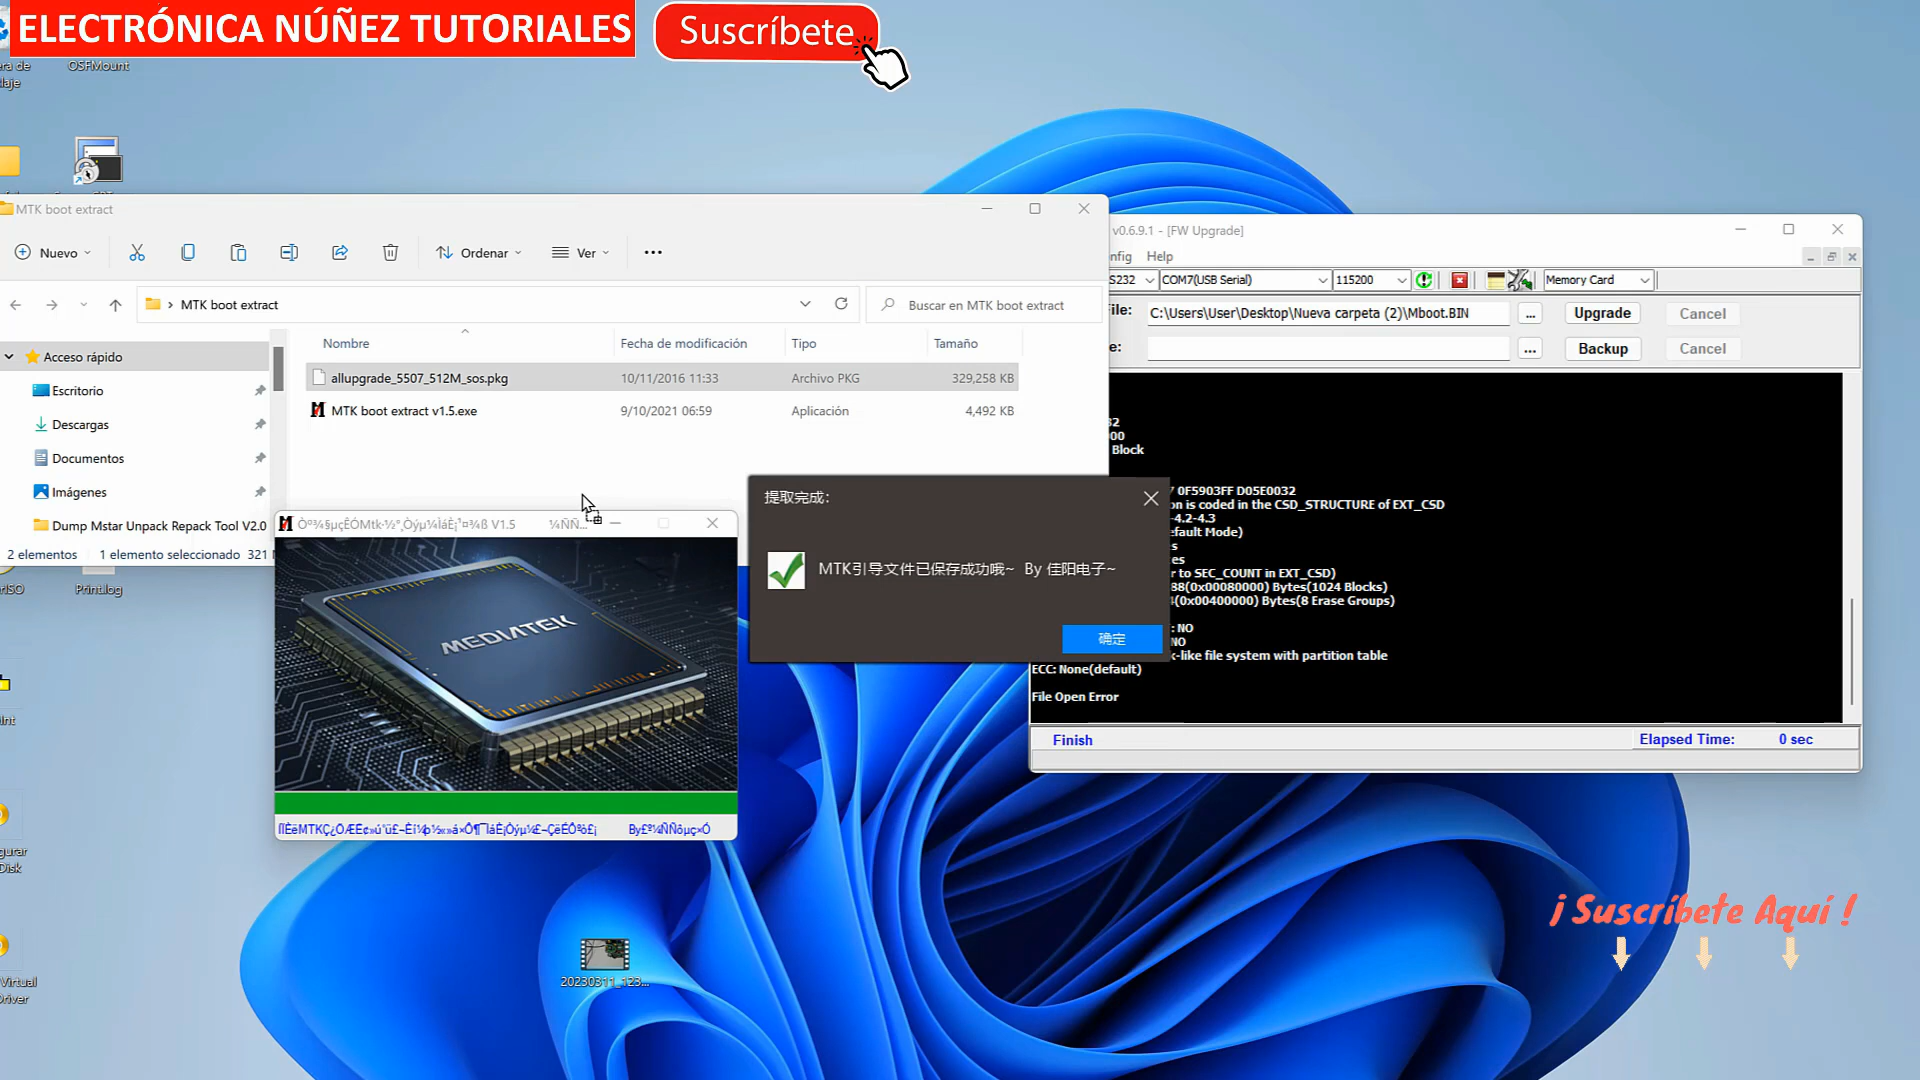 ELECTRÓNICA NÚÑEZ TUTORIALES
Suscríbete
OSFMount
MTK boot extract
Nuevo
Ordenar
Ver
MTK boot extract
Buscar en MTK boot extract
Acceso rápido
Escritorio
Descargas
Documentos
Imágenes
Dump Mstar Unpack Repack Tool V2.0
Nombre
Fecha de modificación
Tipo
Tamaño
allupgrade_5507_512M_sos.pkg
10/11/2016 11:33
Archivo PKG
329,258 KB
MTK boot extract v1.5.exe
9/10/2021 06:59
Aplicación
4,492 KB
2 elementos
1 elemento seleccionado 321
Print.log
MEDIATEK
提取完成:
MTK引导文件已保存成功哦~ By 佳阳电子~
确定
v0.6.9.1 - [FW Upgrade]
nfig Help
S232
COM7(USB Serial)
115200
Memory Card
File:
C:\Users\User\Desktop\Nueva carpeta (2)\Mboot.BIN
...
Upgrade
Cancel
e:
...
Backup
Cancel
Block
0F5903FF D05E0032
on is coded in the CSD_STRUCTURE of EXT_CSD
-4.2-4.3
efault Mode)
es
r to SEC_COUNT in EXT_CSD)
88(0x00080000) Bytes(1024 Blocks)
(0x00400000) Bytes(8 Erase Groups)
: NO
NO
k-like file system with partition table
ECC: None(default)
File Open Error
Finish
Elapsed Time:
0 sec
20230311_123...
¡ Suscríbete Aquí !